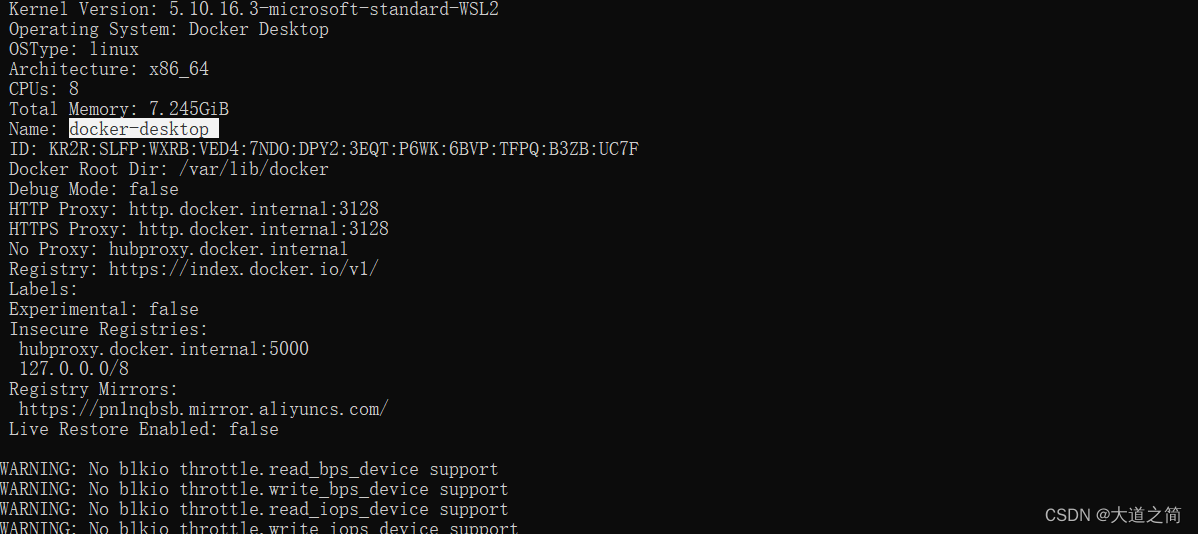 Kernel Version: 5.10.16.3-microsoft-standard-WSL2
Operating System: Docker Desktop
OSType: linux
Architecture: x86_64
CPUs: 8
Total Memory: 7.245GiB
Name: docker-desktop
ID: KR2R:SLFP:WXRB:VED4:7NDO:DPY2:3EQT:P6WK:6BVP:TFPQ:B3ZB:UC7F
Docker Root Dir: /var/lib/docker
Debug Mode: false
HTTP Proxy: http.docker.internal:3128
HTTPS Proxy: http.docker.internal:3128
No Proxy: hubproxy.docker.internal
Registry: https://index.docker.io/v1/
Labels:
Experimental: false
Insecure Registries:
hubproxy.docker.internal:5000
127.0.0.0/8
Registry Mirrors:
https://pnlnqbsb.mirror.aliyuncs.com/
Live Restore Enabled: false
WARNING: No blkio throttle.read_bps_device support
WARNING: No blkio throttle.write_bps_device support
WARNING: No blkio throttle.read_iops_device support
WARNING: No blkio throttle.write_iops_device support
CSDN @大道之简